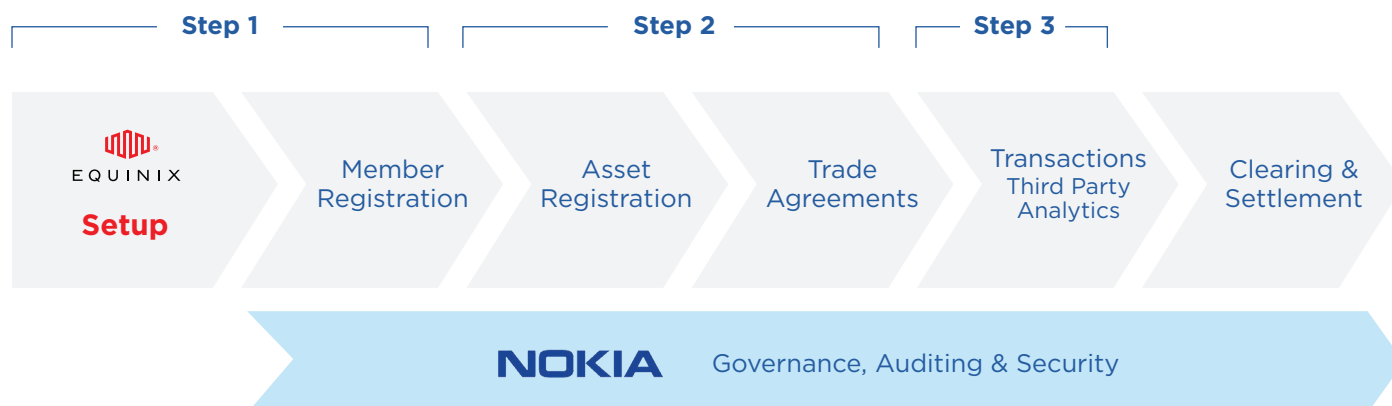 Step 1
Step 2
Step 3
EQUINIX
Setup
Member
Registration
Asset
Registration
Trade
Agreements
Transactions
Third Party
Analytics
Clearing &
Settlement
NOKIA Governance, Auditing & Security